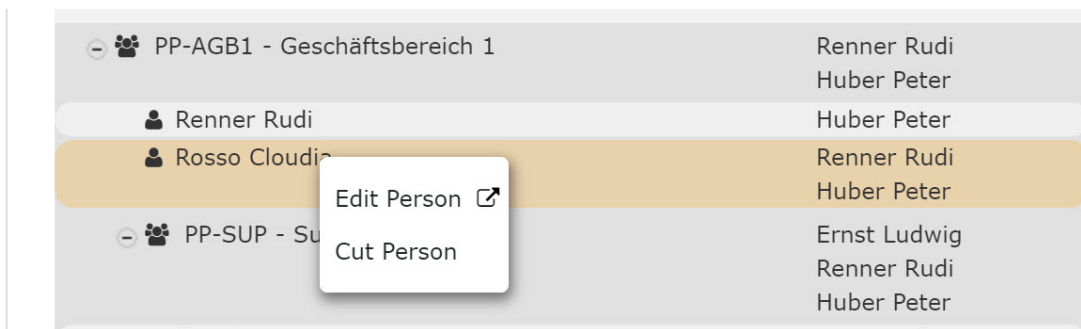 PP-AGB1 - Geschäftsbereich 1 Renner Rudi
Huber Peter
Renner Rudi Huber Peter
Rosso Cloudia Renner Rudi
Huber Peter
Edit Person
PP-SUP - Ernst Ludwig
Cut Person
Renner Rudi
Huber Peter